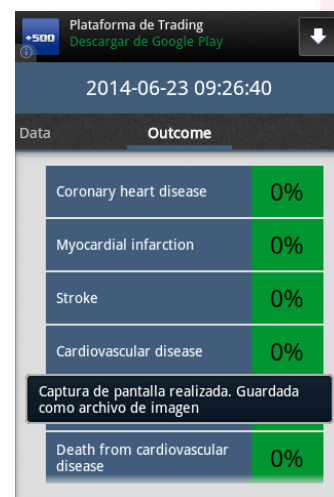 +500
Plataforma de Trading
Descargar de Google Play
2014-06-23 09:26:40
Data
Outcome
Coronary heart disease 0%
Myocardial infarction 0%
Stroke 0%
Cardiovascular disease 0%
Captura de pantalla realizada. Guardada
como archivo de imagen
Death from cardiovascular
disease 0%